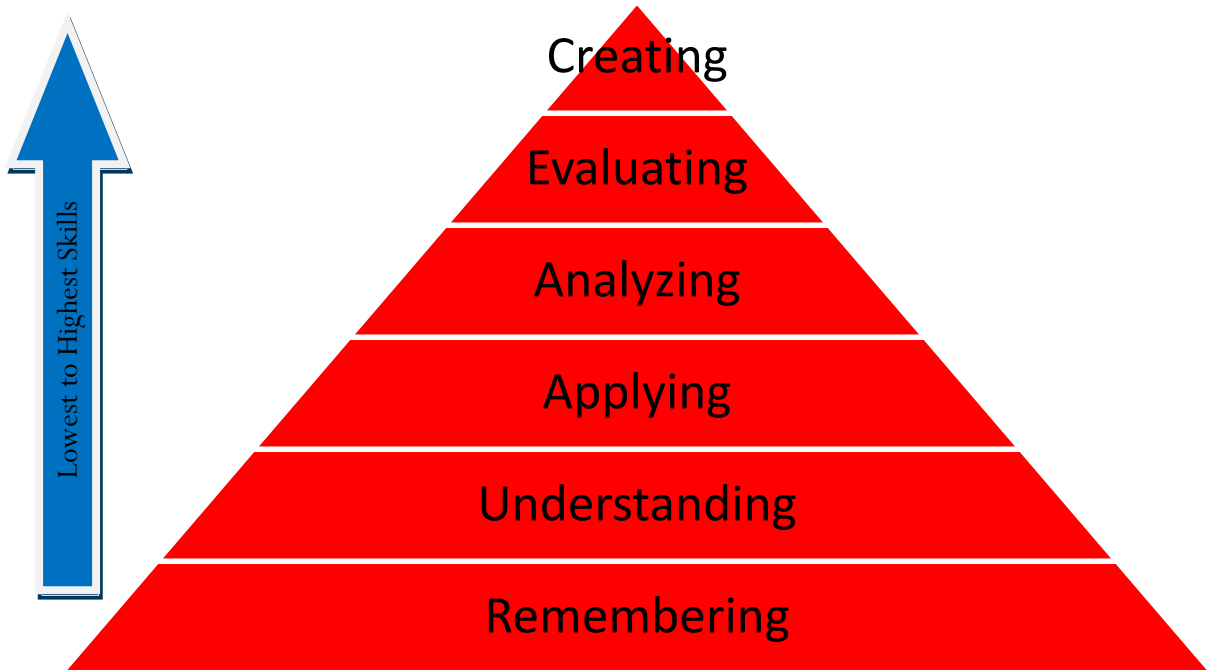 Creating
Evaluating
Analyzing
Applying
Understanding
Remembering
Lowest to Highest Skills